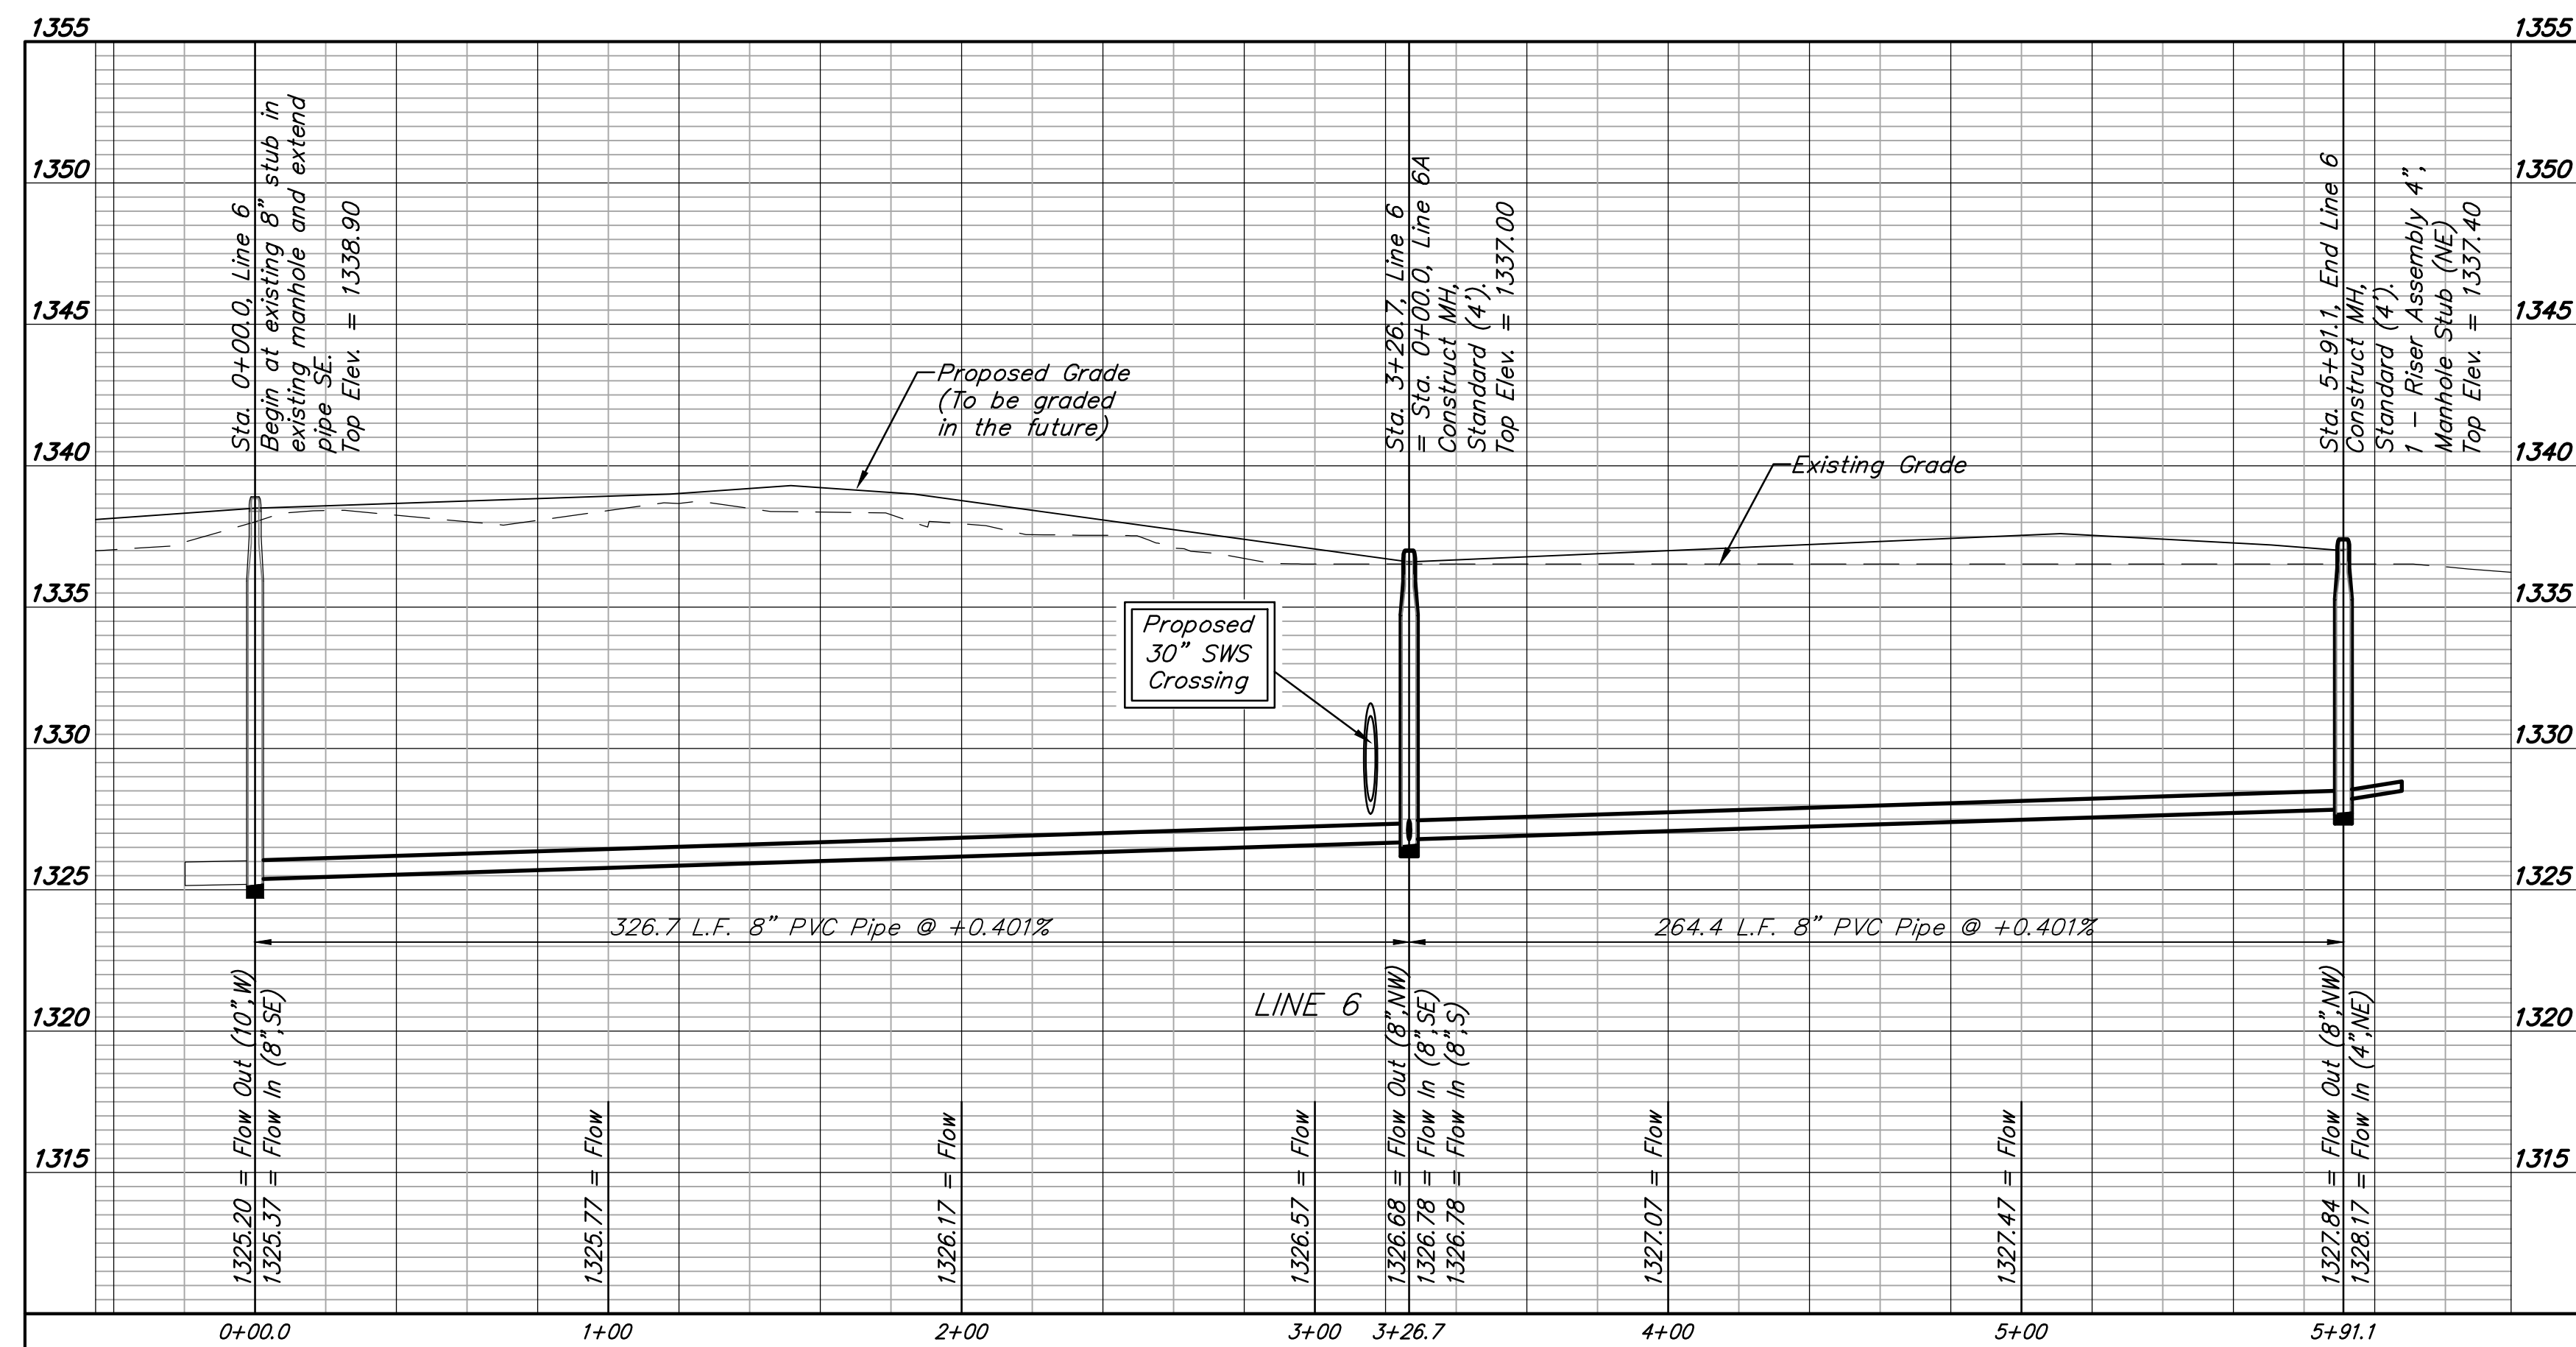 1355
1355
1350
1350
1345
1345
1340
1340
1335
1335
1330
1330
1325
1325
1320
1320
1315
1315
Sta. 0+00.0, Line 6
Begin at existing 8" stub in
existing manhole and extend
pipe SE.
Top Elev. = 1338.90
Proposed Grade
(To be graded
in the future)
Sta. 3+26.7, Line 6
= Sta. 0+00.0, Line 6A
Construct MH,
Standard (4').
Top Elev. = 1337.00
Existing Grade
Sta. 5+91.1, End Line 6
Construct MH,
Standard (4').
1 - Riser Assembly 4",
Manhole Stub (NE)
Top Elev. = 1337.40
Proposed
30" SWS
Crossing
326.7 L.F. 8" PVC Pipe @ +0.401%
264.4 L.F. 8" PVC Pipe @ +0.401%
LINE 6
1325.20 = Flow Out (10",W)
1325.37 = Flow In (8",SE)
1325.77 = Flow
1326.17 = Flow
1326.57 = Flow
1326.68 = Flow Out (8",NW)
1326.78 = Flow In (8",SE)
1326.78 = Flow In (8",S)
1327.07 = Flow
1327.47 = Flow
1327.84 = Flow Out (8",NW)
1328.17 = Flow In (4",NE)
0+00.0
1+00
2+00
3+00
3+26.7
4+00
5+00
5+91.1